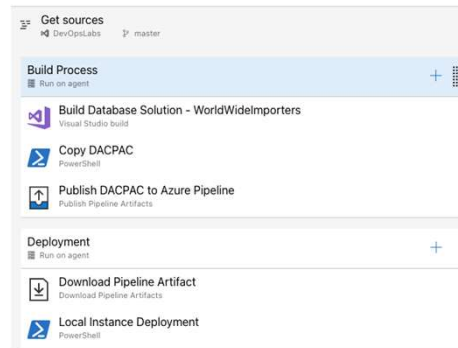 Get sources
DevOpsLabs master
Build Process
Run on agent
Build Database Solution - WorldWideImporters
Visual Studio build
Copy DACPAC
PowerShell
Publish DACPAC to Azure Pipeline
Publish Pipeline Artifacts
Deployment
Run on agent
Download Pipeline Artifact
Download Pipeline Artifacts
Local Instance Deployment
PowerShell